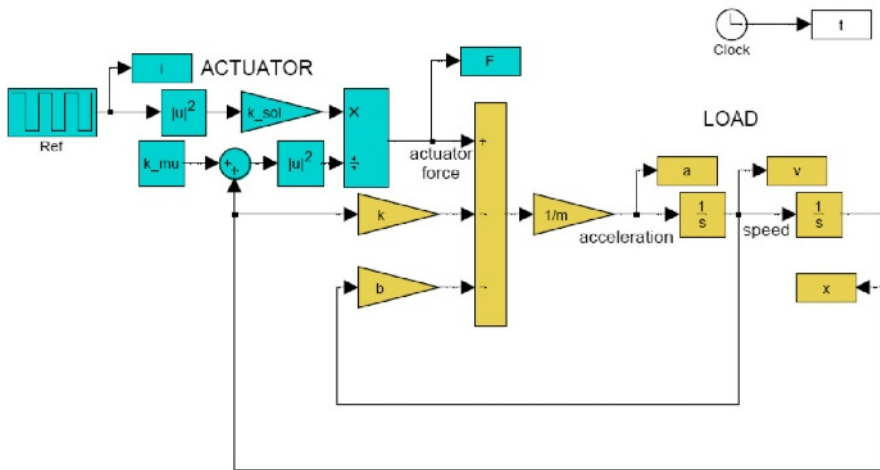 t
Clock
i
ACTUATOR
F
|u|²
k_sol
×
Ref
LOAD
k_mu
+
+
|u|²
÷
actuator
force
+
a
v
k
-
1/m
acceleration
1/s
speed
1/s
b
-
x